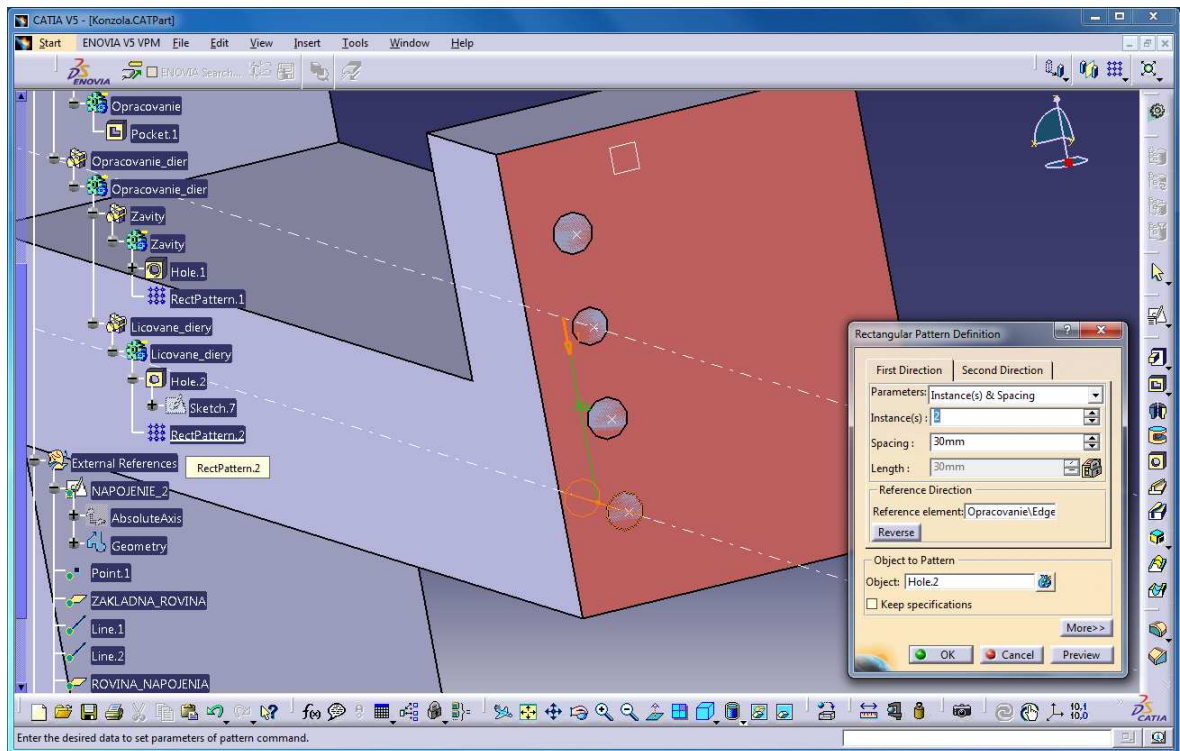 CATIA V5 - [Konzola.CATPart]
Start ENOVIA V5 VPM File Edit View Insert Tools Window Help
ENOVIA ENOVIA Search...
Opracovanie
Pocket.1
Opracovanie_dier
Opracovanie_dier
Zavity
Zavity
Hole.1
RectPattern.1
Licovane_diery
Licovane_diery
Hole.2
Sketch.7
RectPattern.2
External References
RectPattern.2
NAPOJENIE_2
AbsoluteAxis
Geometry
Point.1
ZAKLADNA_ROVINA
Line.1
Line.2
ROVINA_NAPOJENIA
Rectangular Pattern Definition
First Direction Second Direction
Parameters: Instance(s) & Spacing
Instance(s) : 2
Spacing : 30mm
Length : 30mm
Reference Direction
Reference element: Opracovanie\Edge
Reverse
Object to Pattern
Object: Hole.2
Keep specifications
More>>
OK Cancel Preview
f(x)
10,1
10,0
CATIA
Enter the desired data to set parameters of pattern command.